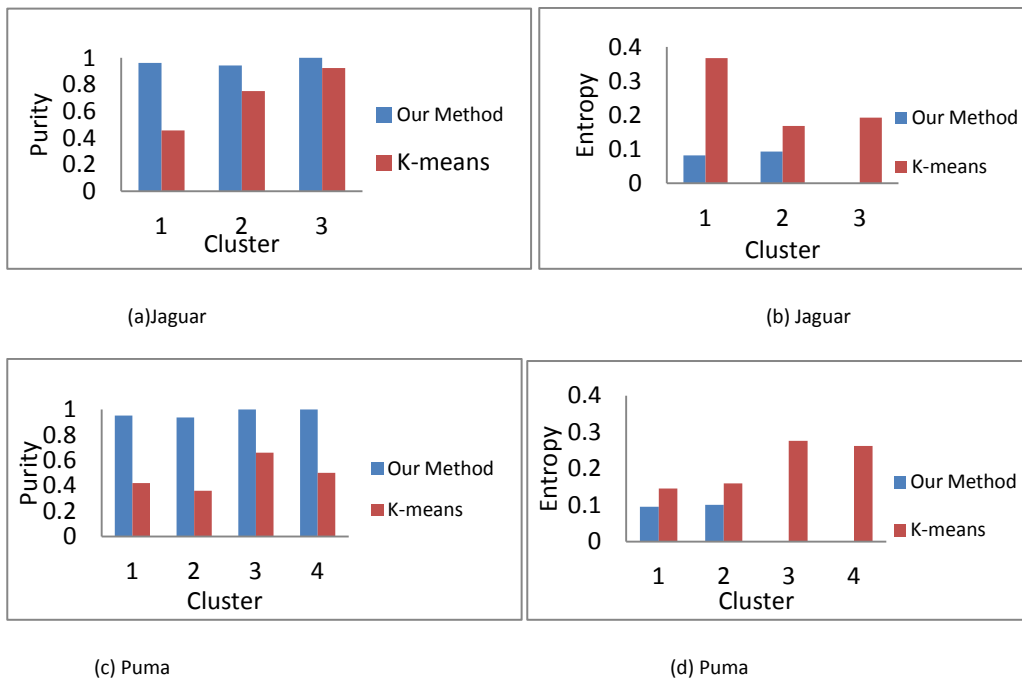 1
0.8
0.6
0.4
0.2
0
Purity
1 2 3
Cluster
Our Method
K-means
(a)Jaguar
0.4
0.3
0.2
0.1
0
Entropy
1 2 3
Cluster
Our Method
K-means
(b) Jaguar
1
0.8
0.6
0.4
0.2
0
Purity
1 2 3 4
Cluster
Our Method
K-means
(c) Puma
0.4
0.3
0.2
0.1
0
Entropy
1 2 3 4
Cluster
Our Method
K-means
(d) Puma